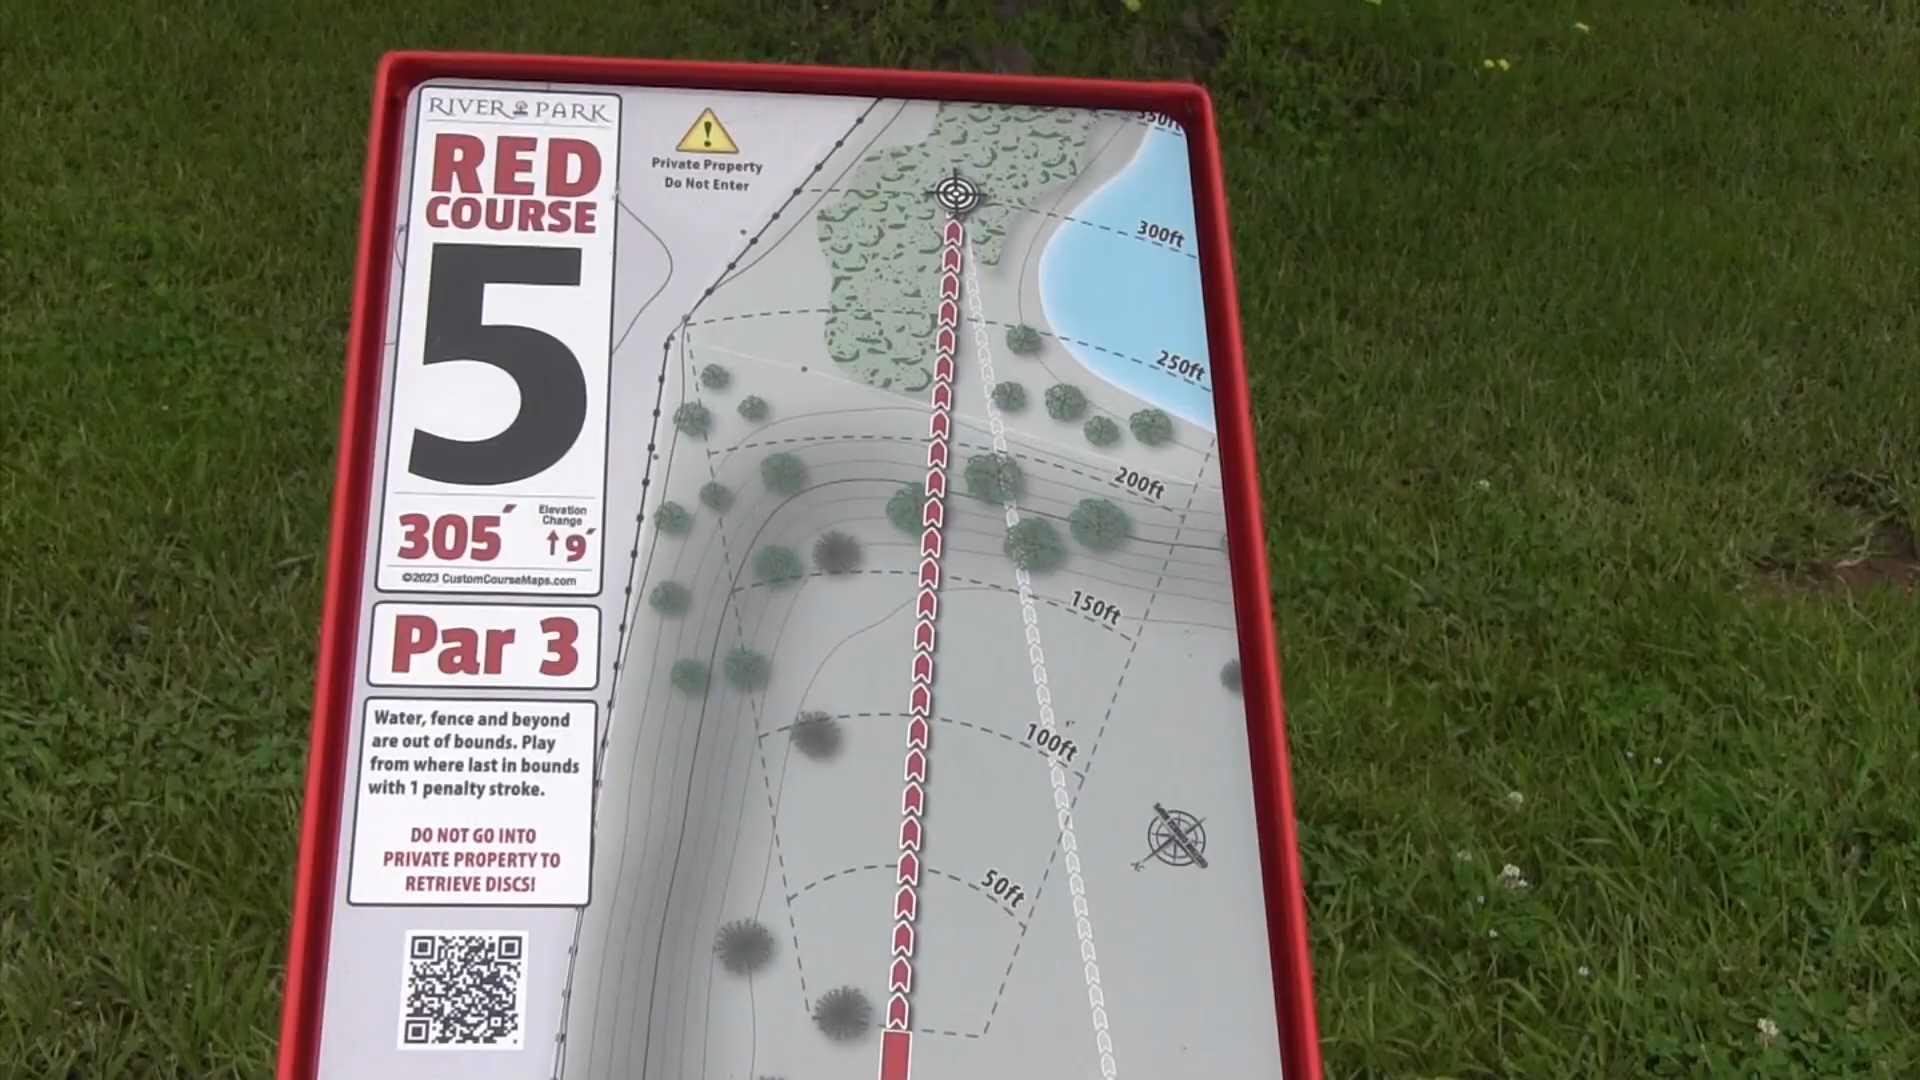 RIVER PARK
RED
COURSE
5
305'
Elevation
Change
↑9'
©2023 CustomCourseMaps.com
Par 3
Water, fence and beyond
are out of bounds. Play
from where last in bounds
with 1 penalty stroke.
DO NOT GO INTO
PRIVATE PROPERTY TO
RETRIEVE DISCS!
Private Property
Do Not Enter
350ft
300ft
250ft
200ft
150ft
100ft
50ft